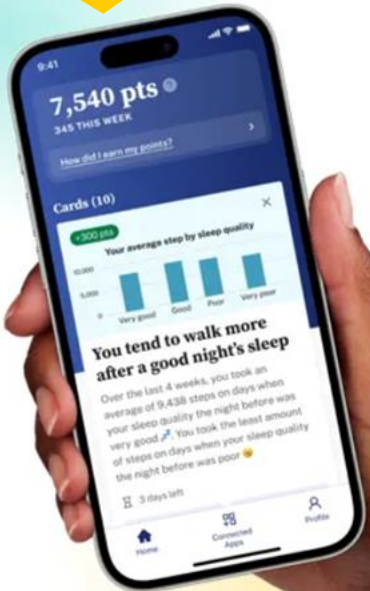 9:41
7,540 pts
345 THIS WEEK
How did I earn my points?
Cards (10)
+300 pts
Your average step by sleep quality
10,000
5,000
0
Very good Good Poor Very poor
You tend to walk more
after a good night's sleep
Over the last 4 weeks, you took an
average of 9,438 steps on days when
your sleep quality the night before was
very good 💤. You took the least amount
of steps on days when your sleep quality
the night before was poor 😴
3 days left
Home
Connected
Apps
Profile